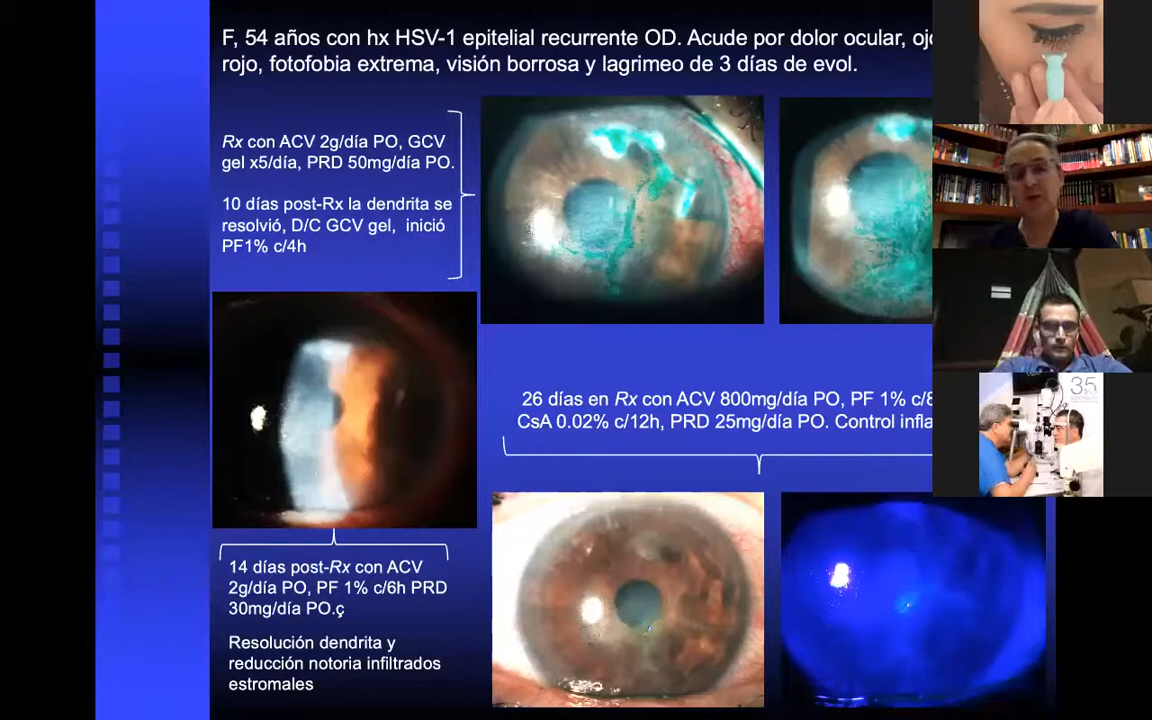 F, 54 años con hx HSV-1 epitelial recurrente OD. Acude por dolor ocular,
rojo, fotofobia extrema, visión borrosa y lagrimeo de 3 días de evol.
Rx con ACV 2g/día PO, GCV
gel x5/día, PRD 50mg/día PO.
10 días post-Rx la dendrita se
resolvió, D/C GCV gel, inició
PF1% c/4h
26 días en Rx con ACV 800mg/día PO, PF 1%
CsA 0.02% c/12h, PRD 25mg/día PO. Control
14 días post-Rx con ACV
2g/día PO, PF 1% c/6h PRD
30mg/día PO.ç
Resolución dendrita y
reducción notoria infiltrados
estromales
35